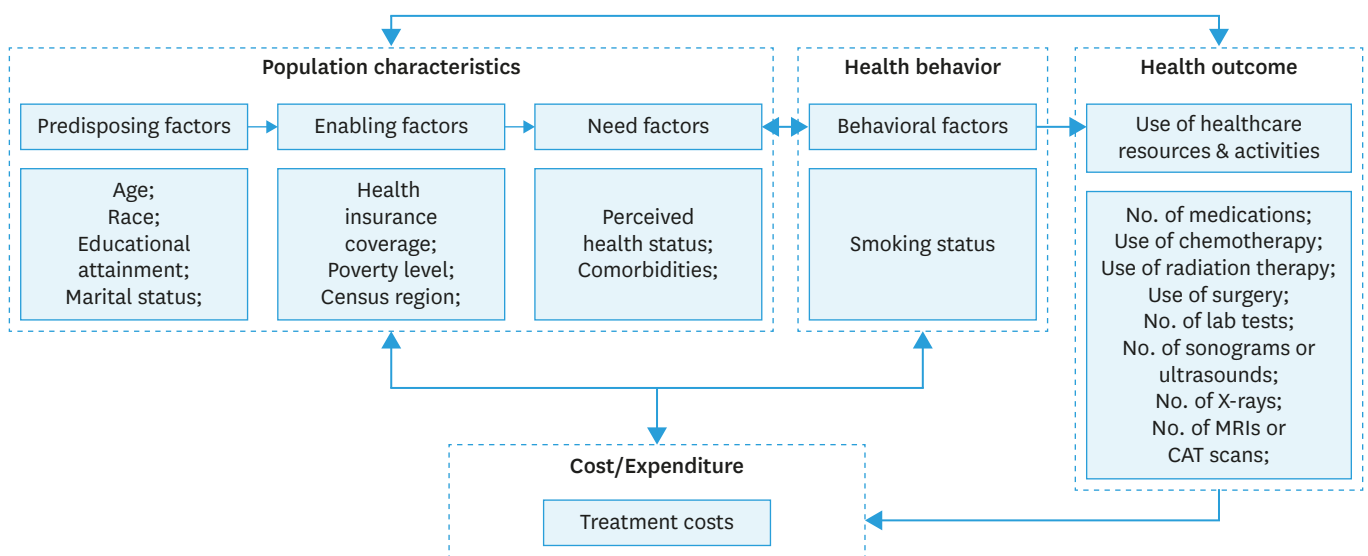 Population characteristics
Predisposing factors
Enabling factors
Need factors
Age;
Race;
Educational
attainment;
Marital status;
Health
insurance
coverage;
Poverty level;
Census region;
Perceived
health status;
Comorbidities;
Health behavior
Behavioral factors
Smoking status
Health outcome
Use of healthcare
resources & activities
No. of medications;
Use of chemotherapy;
Use of radiation therapy;
Use of surgery;
No. of lab tests;
No. of sonograms or
ultrasounds;
No. of X-rays;
No. of MRIs or
CAT scans;
Cost/Expenditure
Treatment costs